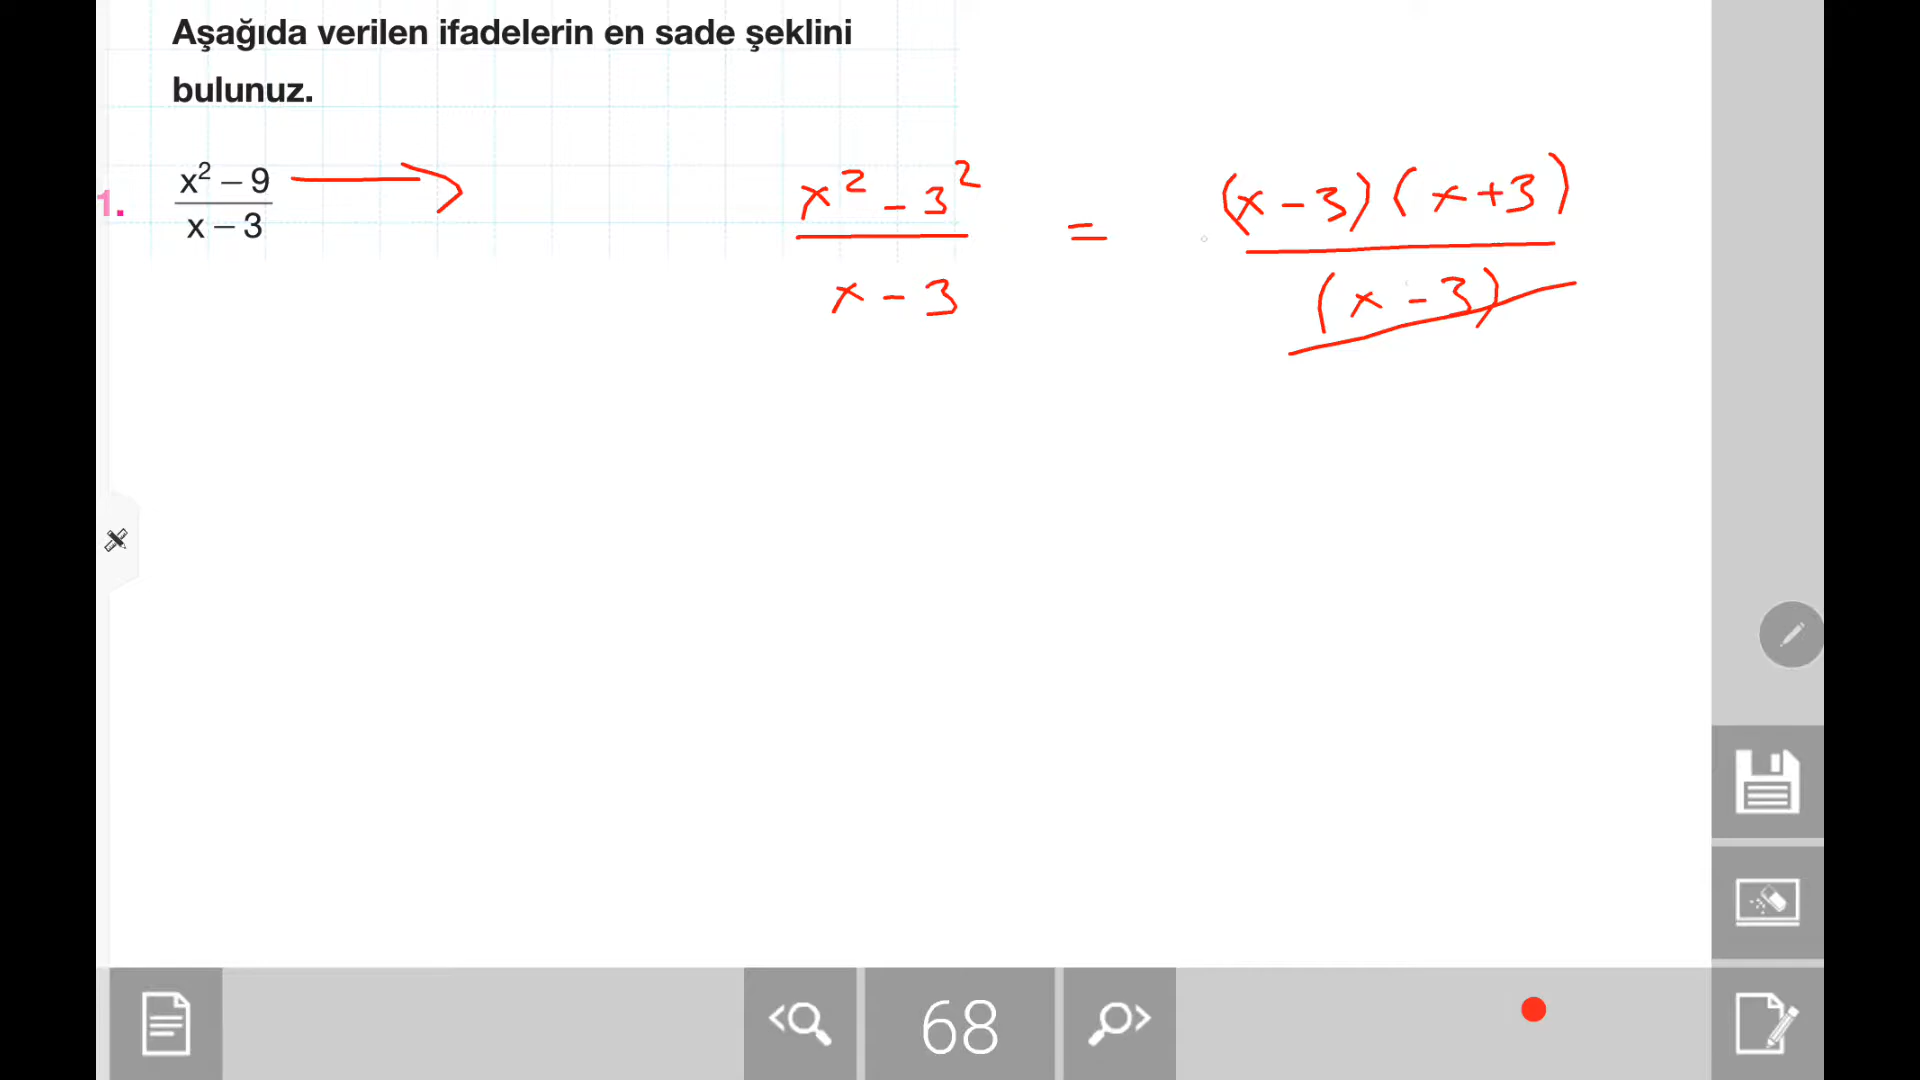 Aşağıda verilen ifadelerin en sade şeklini
bulunuz.
1. x² – 9 / x – 3
x² – 3² / x – 3 = (x – 3)(x + 3) / (x – 3)
68